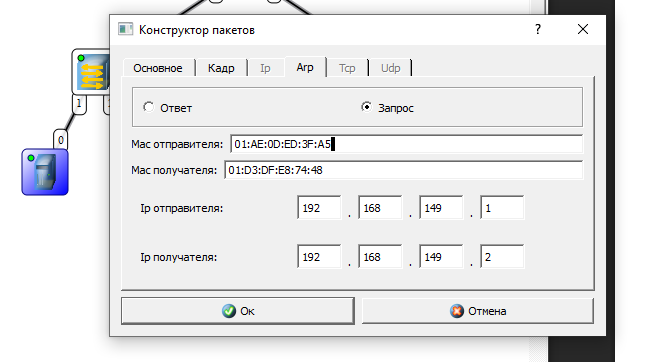 Конструктор пакетов ?
Основное Кадр Ip Arp Tcp Udp
Ответ Запрос
Mac отправителя: 01:AE:0D:ED:3F:A5
Mac получателя: 01:D3:DF:E8:74:48
Ip отправителя: 192 . 168 . 149 . 1
Ip получателя: 192 . 168 . 149 . 2
Ок Отмена
1
0